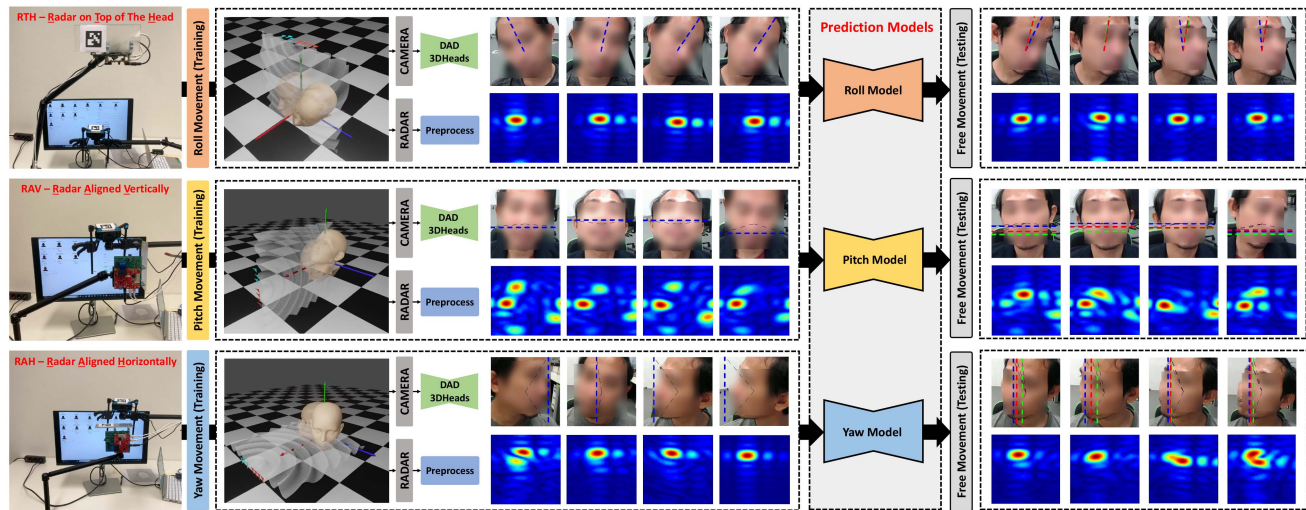 RTH – Radar on Top of The Head
Roll Movement (Training)
CAMERA
DAD
3DHeads
RADAR
Preprocess
Prediction Models
Roll Model
Free Movement (Testing)
RAV – Radar Aligned Vertically
Pitch Movement (Training)
CAMERA
DAD
3DHeads
RADAR
Preprocess
Pitch Model
Free Movement (Testing)
RAH – Radar Aligned Horizontally
Yaw Movement (Training)
CAMERA
DAD
3DHeads
RADAR
Preprocess
Yaw Model
Free Movement (Testing)